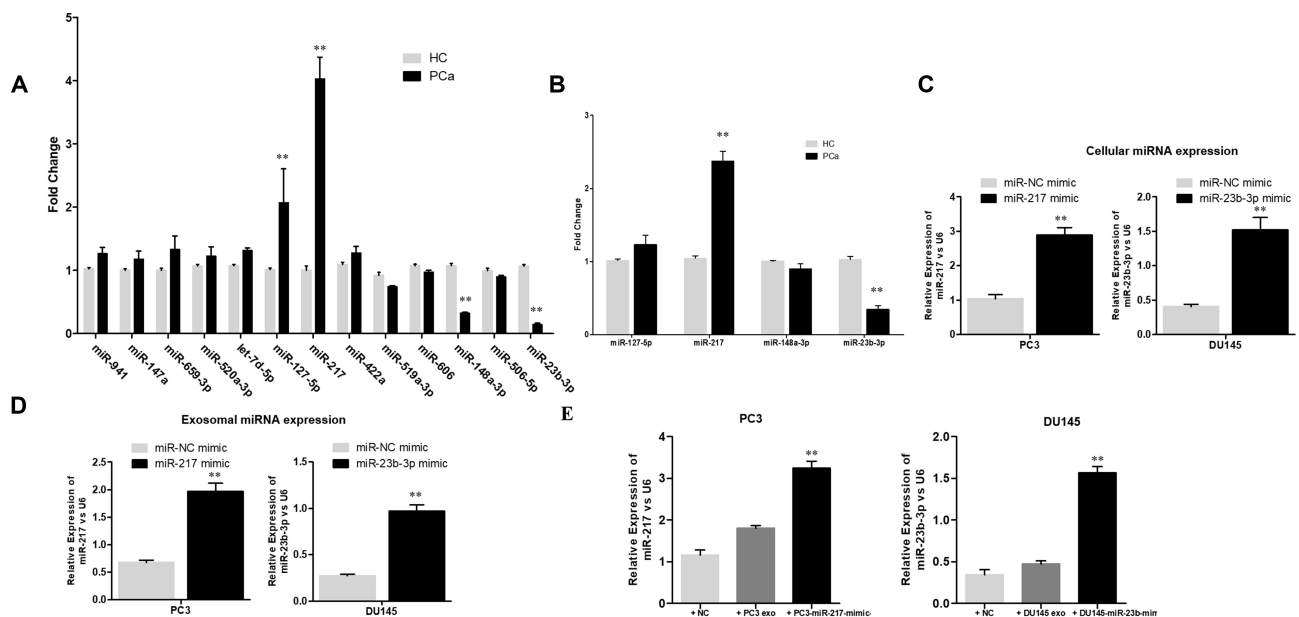 A
Fold Change
5
4
3
2
1
0
HC
PCa
**
**
**
**
miR-941
miR-147a
miR-659-3p
miR-520a-3p
let-7d-5p
miR-127-5p
miR-217
miR-422a
miR-519a-3p
miR-606
miR-148a-3p
miR-506-5p
miR-23b-3p
B
Fold Change
3
2
1
0
HC
PCa
**
**
miR-127-5p
miR-217
miR-148a-3p
miR-23b-3p
C
Cellular miRNA expression
miR-NC mimic
miR-217 mimic
Relative Expression of
miR-217 vs U6
4
3
2
1
0
**
PC3
miR-NC mimic
miR-23b-3p mimic
Relative Expression of
miR-23b-3p vs U6
2.0
1.5
1.0
0.5
0.0
**
DU145
D
Exosomal miRNA expression
miR-NC mimic
miR-217 mimic
Relative Expression of
miR-217 vs U6
2.5
2.0
1.5
1.0
0.5
0.0
**
PC3
miR-NC mimic
miR-23b-3p mimic
Relative Expression of
miR-23b-3p vs U6
1.5
1.0
0.5
0.0
**
DU145
E
PC3
Relative Expression of
miR-217 vs U6
4
3
2
1
0
**
+ NC
+ PC3 exo
+ PC3-miR-217-mimic-
DU145
Relative Expression of
miR-23b-3p vs U6
2.0
1.5
1.0
0.5
0.0
**
+ NC
+ DU145 exo
+ DU145-miR-23b-mim